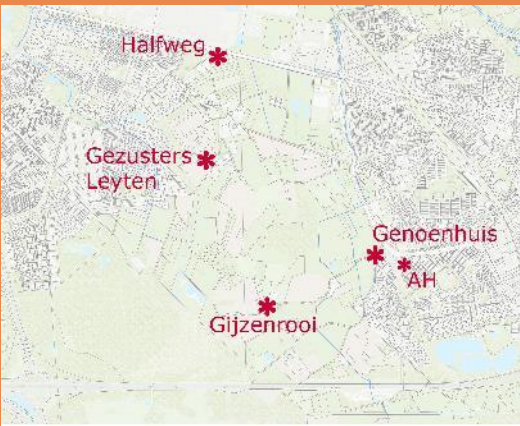 Halfweg
Gezusters
Leyten
Genoenhuis
AH
Gijzenrooi